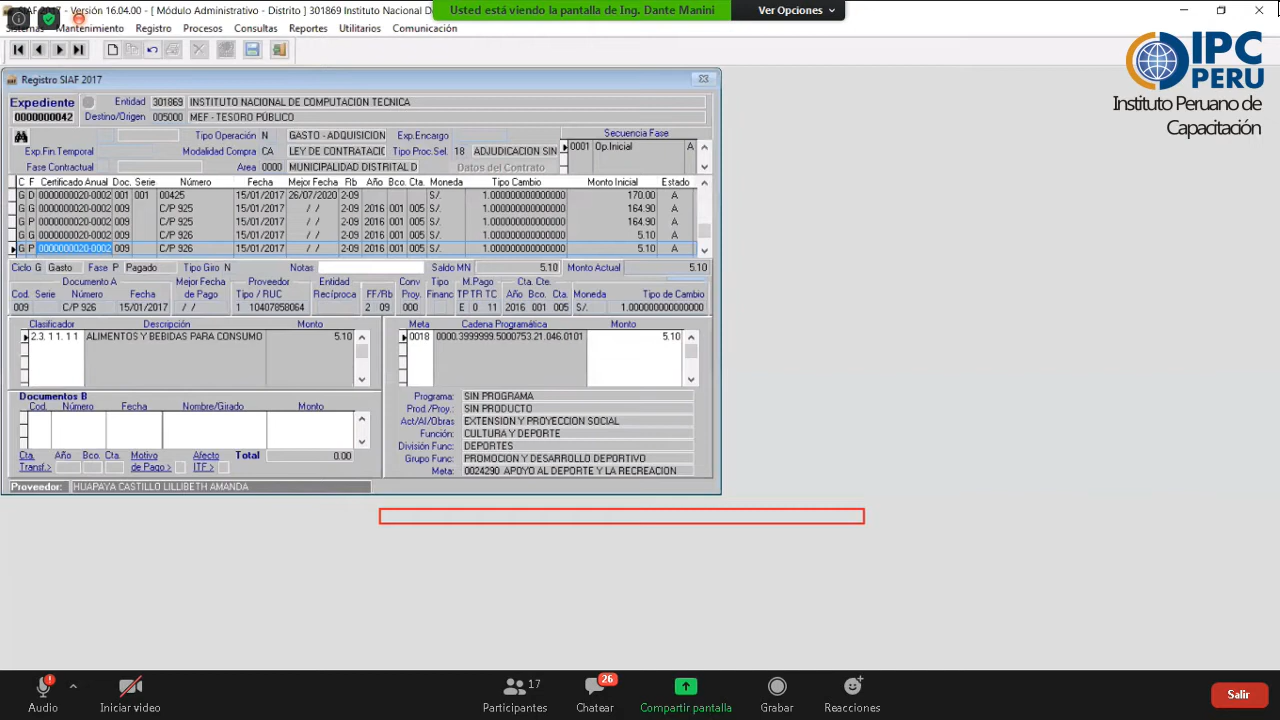 SIAF 2017 - Versión 16.04.00 - [ Módulo Administrativo - Distrito ] 301869 Instituto Nacional De
Usted está viendo la pantalla de Ing. Dante Manini
Ver Opciones
Sistemas Mantenimiento Registro Procesos Consultas Reportes Utilitarios Comunicación
IPC
PERU
Instituto Peruano de
Capacitación
Registro SIAF 2017
Expediente Entidad 301869 INSTITUTO NACIONAL DE COMPUTACION TECNICA
0000000042 Destino/Origen 005000 MEF - TESORO PÚBLICO
Tipo Operación N GASTO - ADQUISICION Exp.Encargo Secuencia Fase
Exp.Fin.Temporal Modalidad Compra CA LEY DE CONTRATACIO Tipo Proc.Sel. 18 ADJUDICACION SIN 0001 Op.Inicial A
Fase Contractual Area 0000 MUNICIPALIDAD DISTRITAL D Datos del Contrato
C F Certificado Anual Doc. Serie Número Fecha Mejor Fecha Rb Año Bco. Cta. Moneda Tipo Cambio Monto Inicial Estado
G D 0000000020-0002 001 001 00425 15/01/2017 26/07/2020 2-09 S/. 1.000000000000 170.00 A
G G 0000000020-0002 009 C/P 925 15/01/2017 / / 2-09 2016 001 005 S/. 1.000000000000 164.90 A
G P 0000000020-0002 009 C/P 925 15/01/2017 / / 2-09 2016 001 005 S/. 1.000000000000 164.90 A
G G 0000000020-0002 009 C/P 926 15/01/2017 / / 2-09 2016 001 005 S/. 1.000000000000 5.10 A
G P 0000000020-0002 009 C/P 926 15/01/2017 / / 2-09 2016 001 005 S/. 1.000000000000 5.10 A
Ciclo G Gasto Fase P Pagado Tipo Giro N Notas Saldo MN 5.10 Monto Actual 5.10
Documento A Mejor Fecha Proveedor Entidad Conv Tipo M.Pago Cta. Cte.
Cod. Serie Número Fecha de Pago Tipo / RUC Recíproca FF/Rb Proy. Financ TP TR TC Año Bco. Cta. Moneda Tipo de Cambio
009 C/P 926 15/01/2017 / / 1 10407858064 2 09 000 E 0 11 2016 001 005 S/. 1.000000000000
Clasificador Descripción Monto Meta Cadena Programática Monto
2.3. 1 1. 1 1 ALIMENTOS Y BEBIDAS PARA CONSUMO 5.10 0018 0000.3999999.5000753.21.046.0101 5.10
Documentos B
Cod. Número Fecha Nombre/Girado Monto
Programa: SIN PROGRAMA
Prod./Proy.: SIN PRODUCTO
Act/AI/Obras EXTENSION Y PROYECCION SOCIAL
Función: CULTURA Y DEPORTE
División Func: DEPORTES
Grupo Func: PROMOCION Y DESARROLLO DEPORTIVO
Meta: 0024290 APOYO AL DEPORTE Y LA RECREACION
Cta. Año Bco. Cta. Motivo Afecto Total 0.00
Transf.> de Pago > ITF.>
Proveedor: HUAPAYA CASTILLO LILLIBETH AMANDA
17
26
Audio Iniciar video Participantes Chatear Compartir pantalla Grabar Reacciones Salir